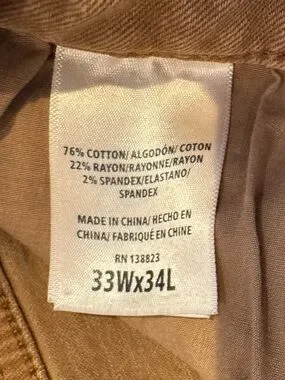 76% COTTON/ ALGODÓN/ COTON
22% RAYON/RAYONNE/RAYON
2% SPANDEX/ELASTANO/
SPANDEX
MADE IN CHINA/ HECHO EN
CHINA/ FABRIQUÉ EN CHINE
RN 138823
33Wx34L